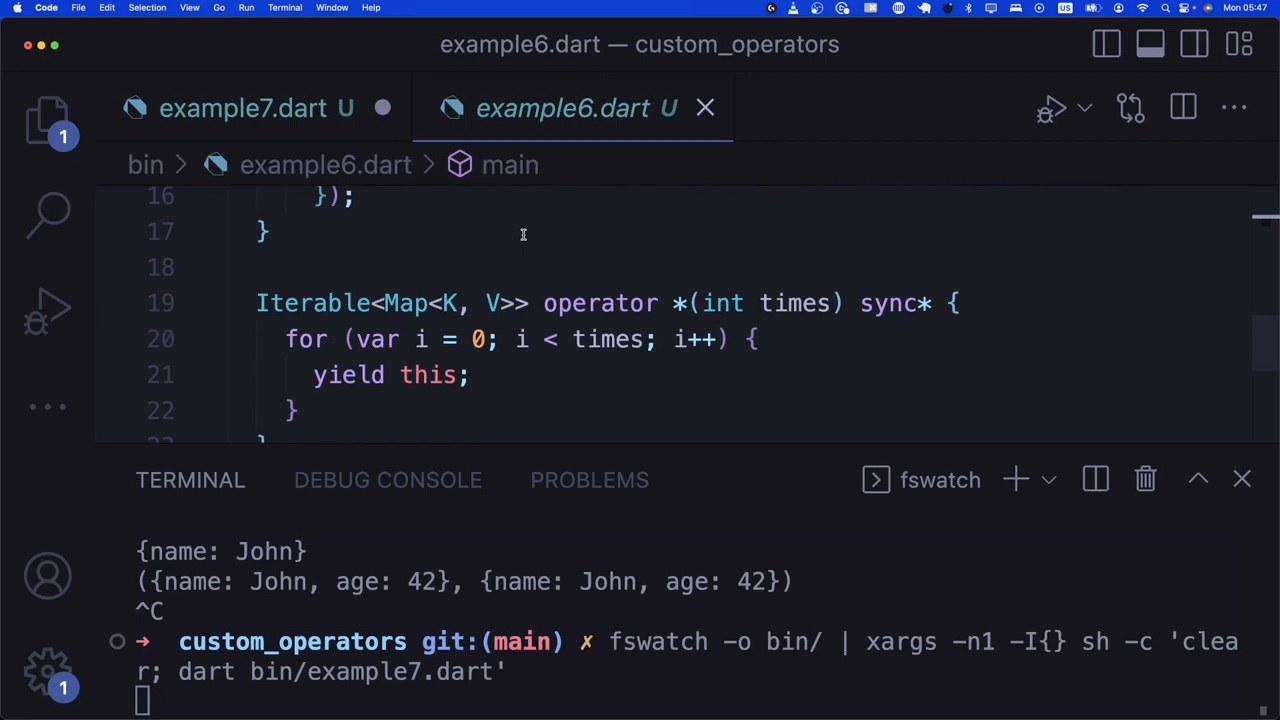 Code File Edit Selection View Go Run Terminal Window Help US Mon 05:47
example6.dart — custom_operators
example7.dart U example6.dart U
bin > example6.dart > main
1
16 });
17 }
18
19 Iterable<Map<K, V>> operator *(int times) sync* {
20 for (var i = 0; i < times; i++) {
21 yield this;
22 }
TERMINAL DEBUG CONSOLE PROBLEMS fswatch
{name: John}
({name: John, age: 42}, {name: John, age: 42})
^C
→ custom_operators git:(main) ✗ fswatch -o bin/ | xargs -n1 -I{} sh -c 'clea
r; dart bin/example7.dart'
1